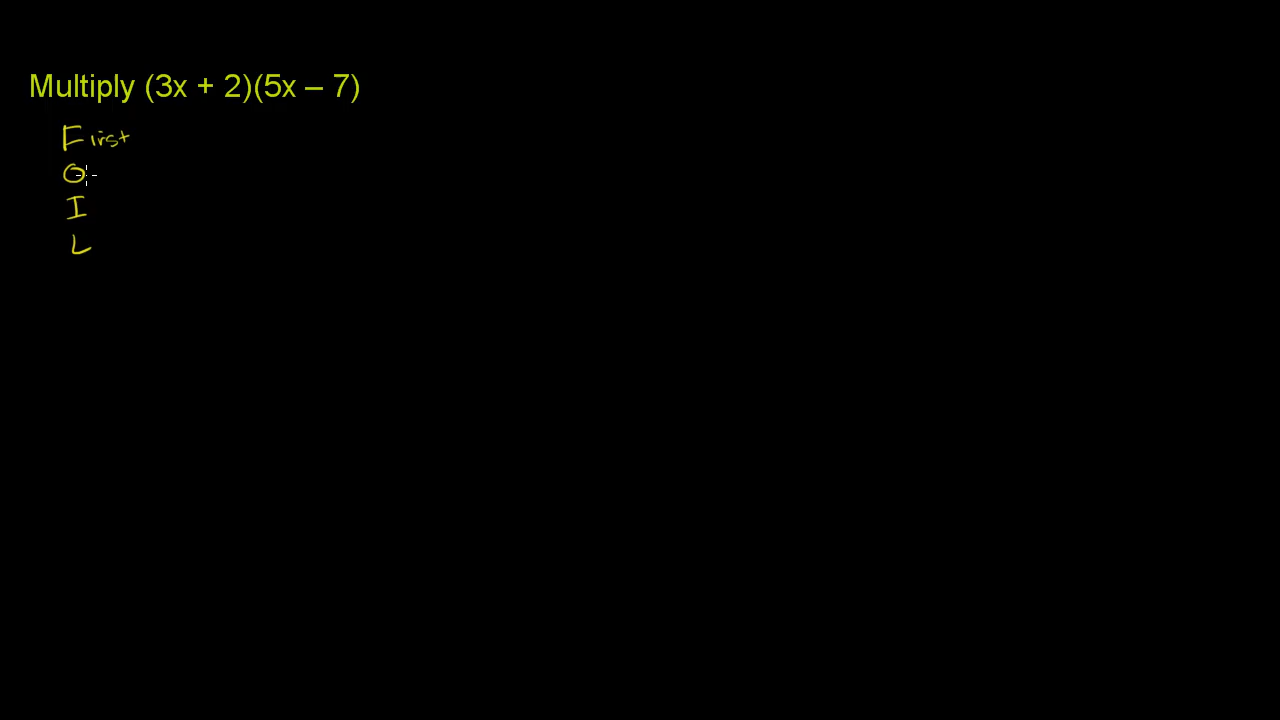 Multiply (3x + 2)(5x – 7)
First
O
I
L